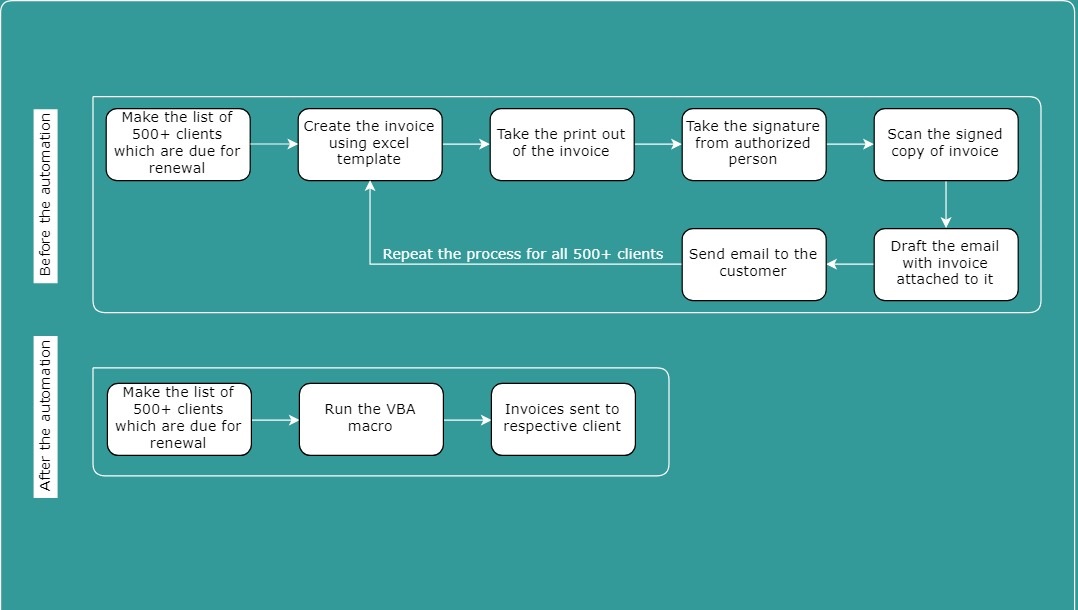 Before the automation
Make the list of
500+ clients
which are due for
renewal
Create the invoice
using excel
template
Take the print out
of the invoice
Take the signature
from authorized
person
Scan the signed
copy of invoice
Draft the email
with invoice
attached to it
Send email to the
customer
Repeat the process for all 500+ clients
After the automation
Make the list of
500+ clients
which are due for
renewal
Run the VBA
macro
Invoices sent to
respective client